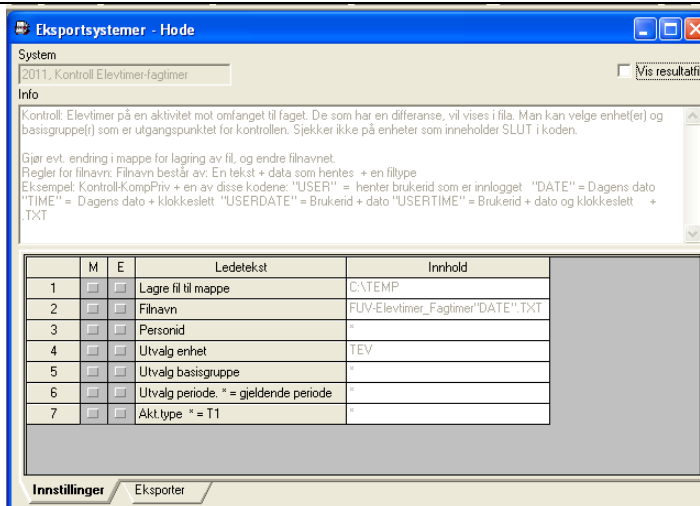 Eksportsystemer - Hode
System
2011, Kontroll Elevtimer-fagtimer
Vis resultatfil
Info
Kontroll: Elevtimer på en aktivitet mot omfanget til faget. De som har en differanse, vil vises i fila. Man kan velge enhet(er) og
basisgruppe(r) som er utgangspunktet for kontrollen. Sjekker ikke på enheter som inneholder SLUT i koden.
Gjør evt. endring i mappe for lagring av fil, og endre filnavnet.
Regler for filnavn: Filnavn består av: En tekst + data som hentes + en filtype
Eksempel: Kontroll-KompPriv + en av disse kodene: "USER" = henter brukerid som er innlogget "DATE" = Dagens dato
"TIME" = Dagens dato + klokkeslett "USERDATE" = Brukerid + dato "USERTIME" = Brukerid + dato og klokkeslett +
.TXT
M E Ledetekst Innhold
1 Lagre fil til mappe C:\TEMP
2 Filnavn FUV-Elevtimer_Fagtimer"DATE".TXT
3 Personid *
4 Utvalg enhet TEV
5 Utvalg basisgruppe *
6 Utvalg periode. * = gjeldende periode *
7 Akt.type * = T1 *
Innstillinger Eksporter